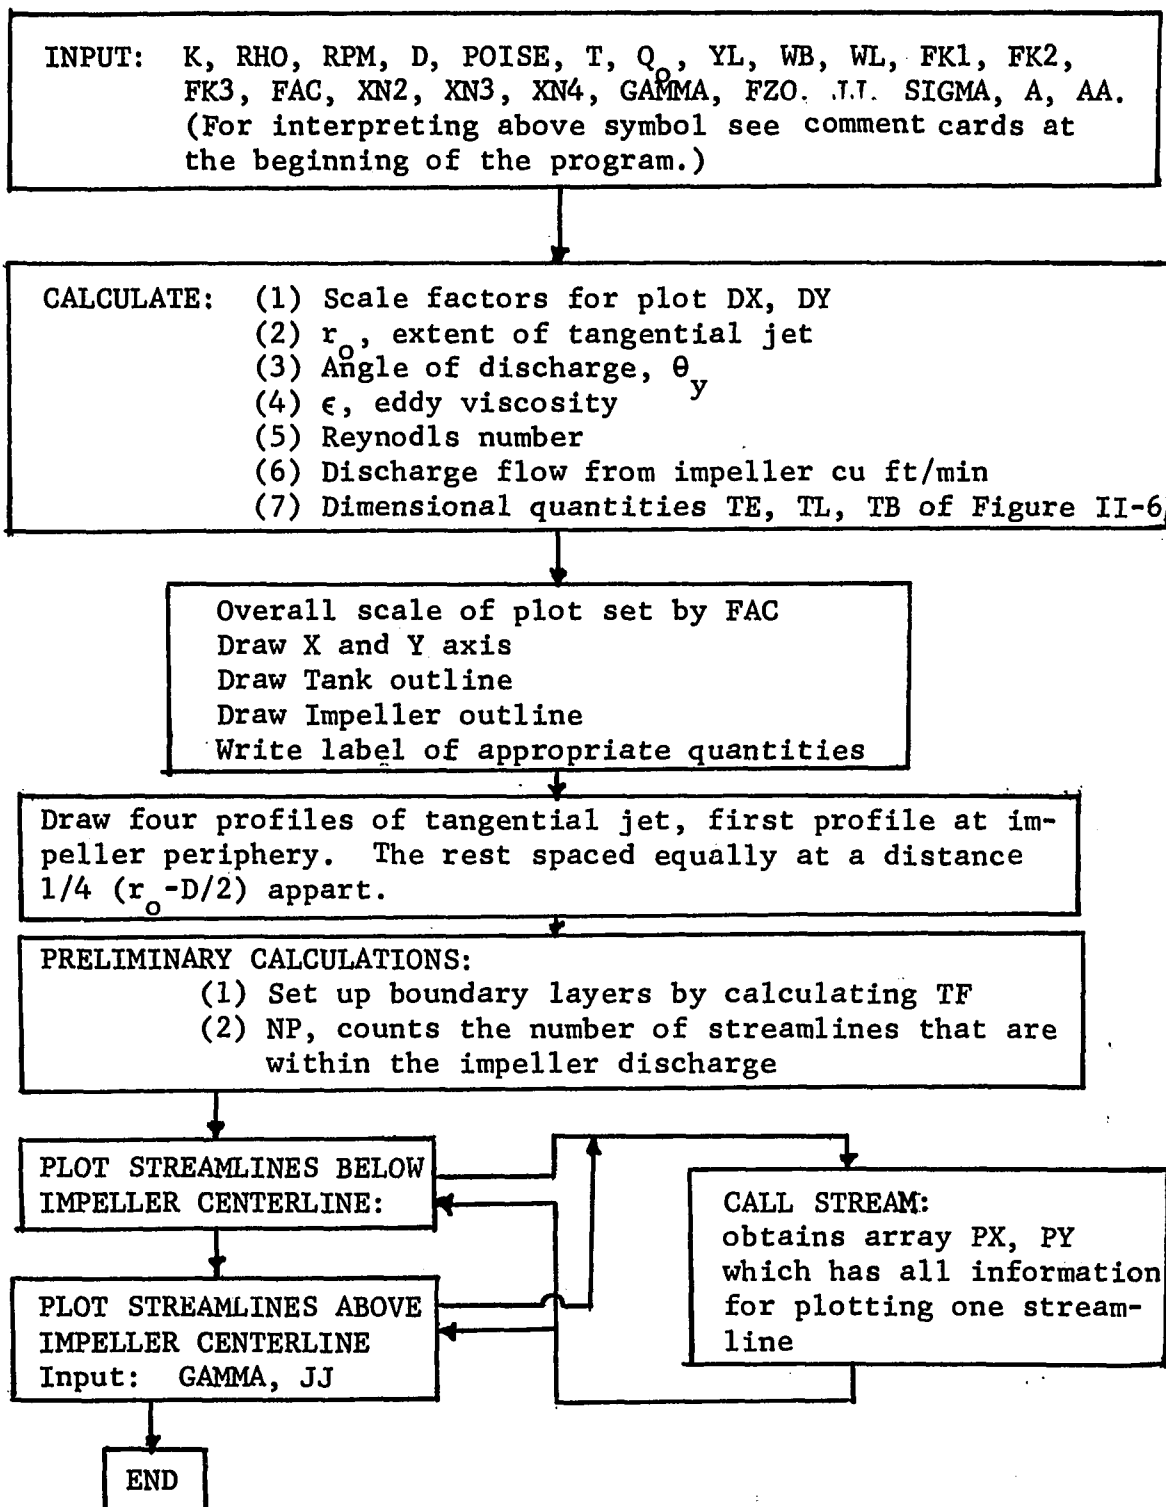 INPUT: K, RHO, RPM, D, POISE, T, Q_o, YL, WB, WL, FK1, FK2,
FK3, FAC, XN2, XN3, XN4, GAMMA, FZO. SIGMA, A, AA.
(For interpreting above symbol see comment cards at
the beginning of the program.)
CALCULATE: (1) Scale factors for plot DX, DY
(2) r_o, extent of tangential jet
(3) Angle of discharge, θ_y
(4) ε, eddy viscosity
(5) Reynodls number
(6) Discharge flow from impeller cu ft/min
(7) Dimensional quantities TE, TL, TB of Figure II-6
Overall scale of plot set by FAC
Draw X and Y axis
Draw Tank outline
Draw Impeller outline
Write label of appropriate quantities
Draw four profiles of tangential jet, first profile at im-
peller periphery. The rest spaced equally at a distance
1/4 (r_o-D/2) appart.
PRELIMINARY CALCULATIONS:
(1) Set up boundary layers by calculating TF
(2) NP, counts the number of streamlines that are
within the impeller discharge
PLOT STREAMLINES BELOW
IMPELLER CENTERLINE:
CALL STREAM:
obtains array PX, PY
which has all information
for plotting one stream-
line
PLOT STREAMLINES ABOVE
IMPELLER CENTERLINE
Input: GAMMA, JJ
END